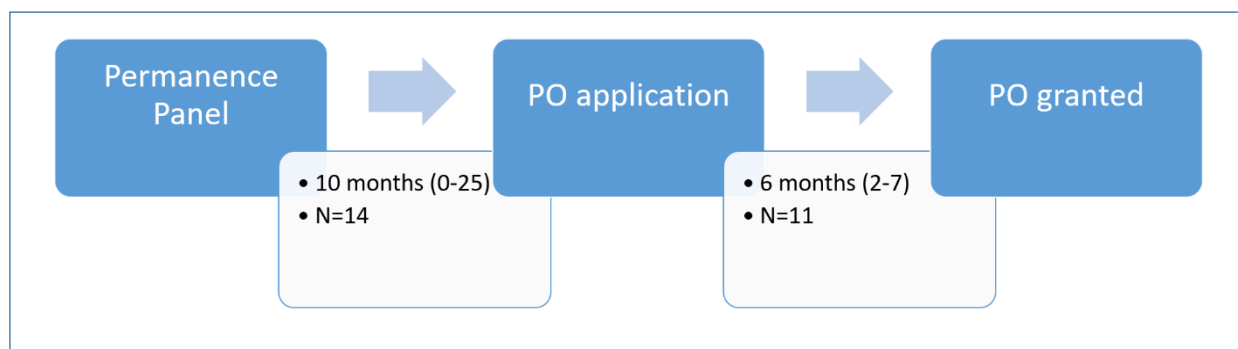 Permanence
Panel
PO application
PO granted
• 10 months (0-25)
• N=14
• 6 months (2-7)
• N=11